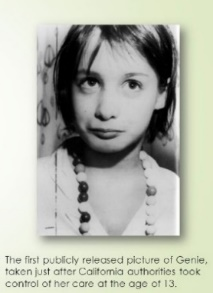 The first publicly released picture of Genie,
taken just after California authorities took
control of her care at the age of 13.